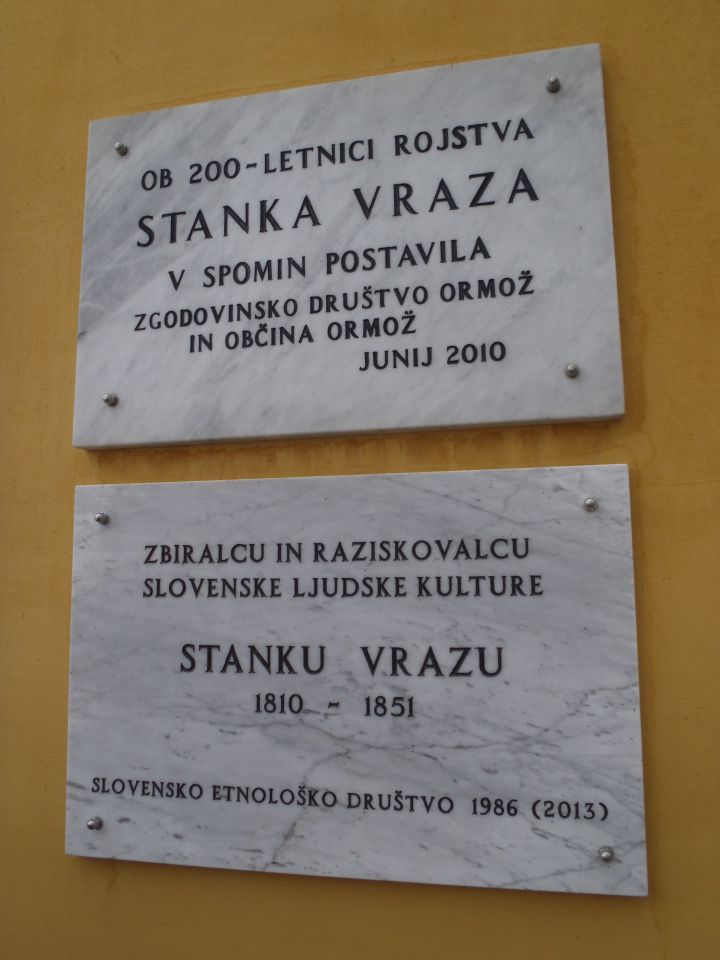 OB 200-LETNICI ROJSTVA
STANKA VRAZA
V SPOMIN POSTAVILA
ZGODOVINSKO DRUŠTVO ORMOŽ
IN OBČINA ORMOŽ
JUNIJ 2010
ZBIRALCU IN RAZISKOVALCU
SLOVENSKE LJUDSKE KULTURE
STANKU VRAZU
1810 - 1851
SLOVENSKO ETNOLOŠKO DRUŠTVO 1986 (2013)